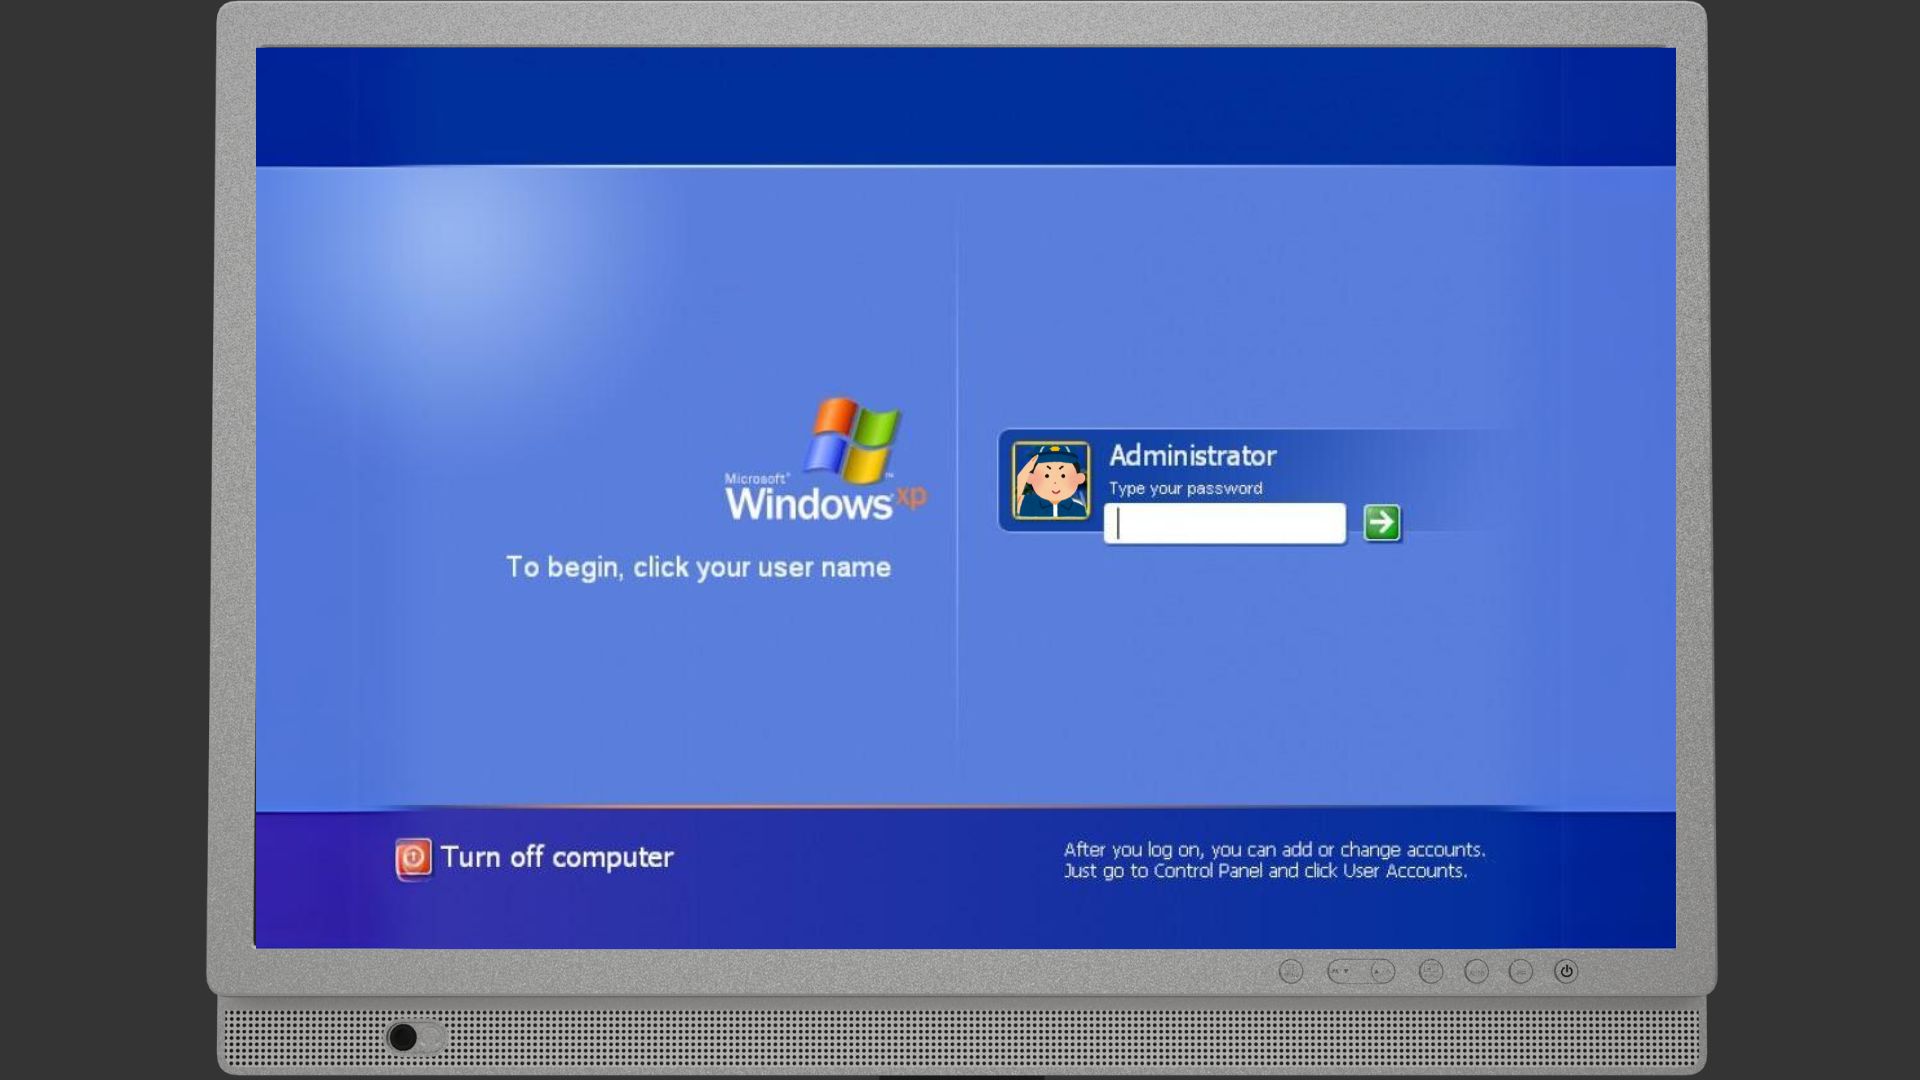 Microsoft®
Windows xp™
To begin, click your user name
Administrator
Type your password
Turn off computer
After you log on, you can add or change accounts.
Just go to Control Panel and click User Accounts.